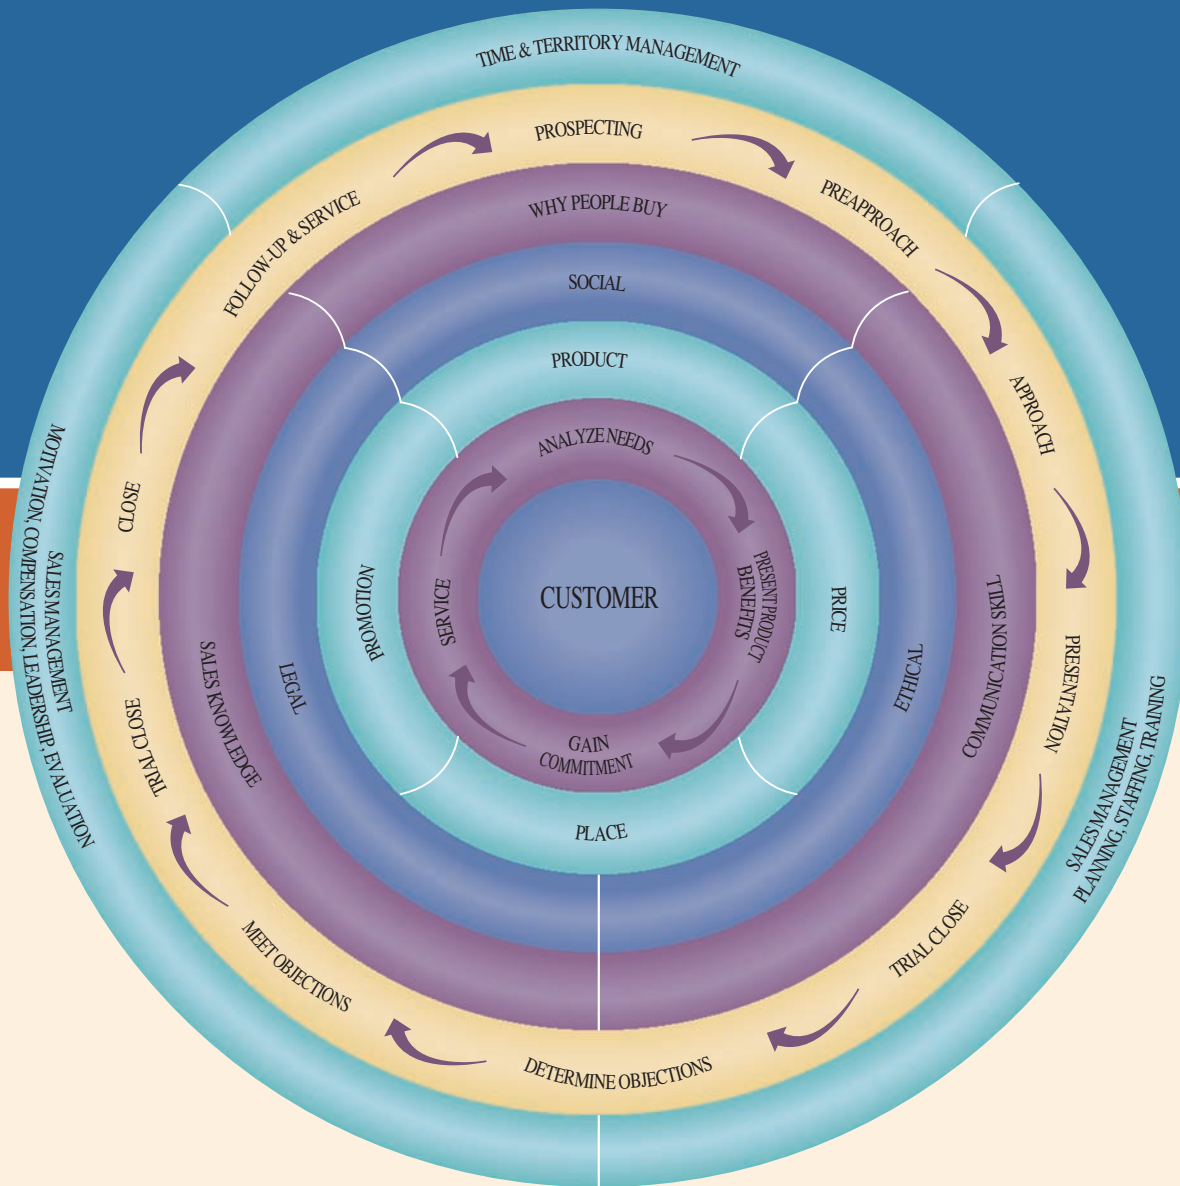 TIME & TERRITORY MANAGEMENT
PROSPECTING
PREAPPROACH
APPROACH
PRESENTATION
TRIAL CLOSE
DETERMINE OBJECTIONS
MEET OBJECTIONS
TRIAL CLOSE
CLOSE
FOLLOW-UP & SERVICE
WHY PEOPLE BUY
COMMUNICATION SKILL
SALES KNOWLEDGE
SOCIAL
ETHICAL
LEGAL
PRODUCT
PRICE
PLACE
PROMOTION
ANALYZE NEEDS
PRESENT PRODUCT
BENEFITS
GAIN
COMMITMENT
SERVICE
CUSTOMER
SALES MANAGEMENT
PLANNING, STAFFING, TRAINING
SALES MANAGEMENT
MOTIVATION, COMPENSATION, LEADERSHIP, EVALUATION